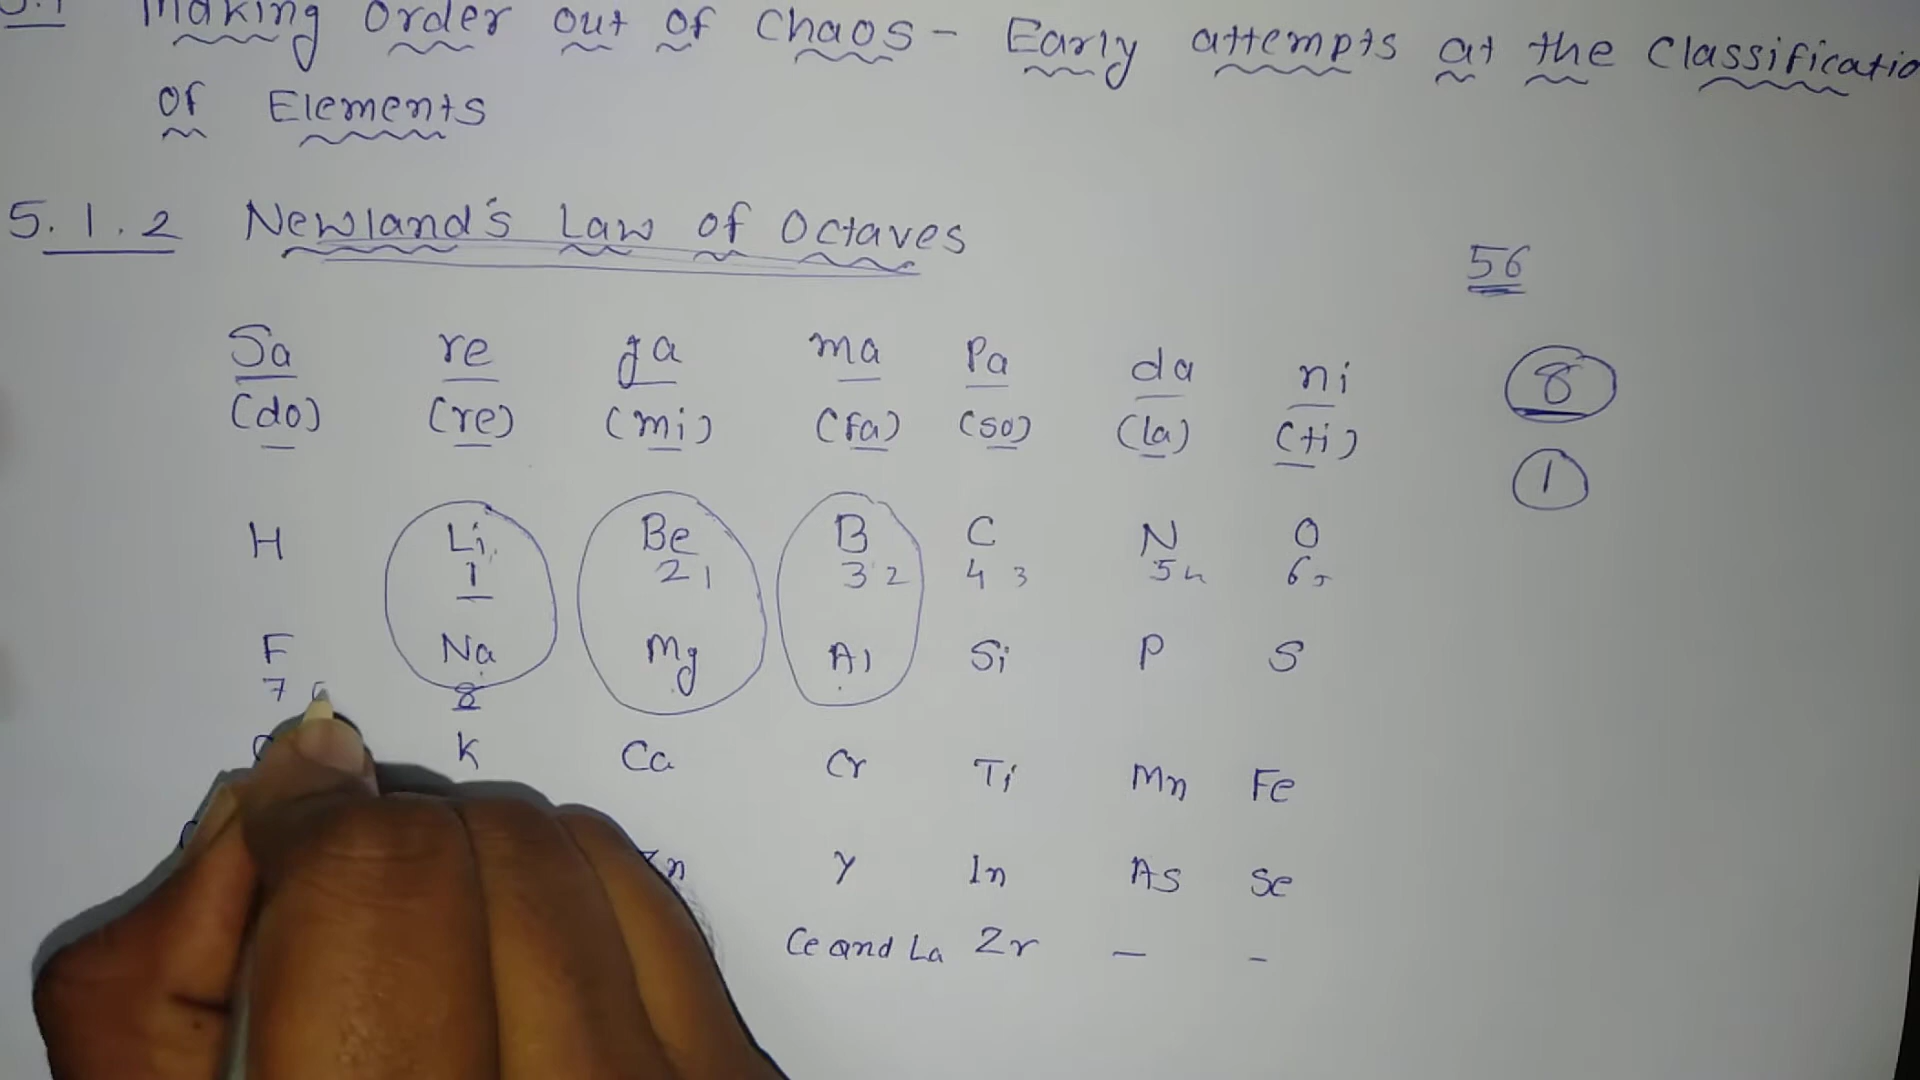 5.1 Making Order out of Chaos - Early attempts at the Classificatio
of Elements
5.1.2 Newland's Law of Octaves
56
Sa re ga ma Pa da ni
(do) (re) (mi) (fa) (so) (la) (ti)
8
1
H Li Be B C N O
1 2 1 3 2 4 3 5 4 6 5
F Na Mg Al Si P S
7 8
K Ca Cr Ti Mn Fe
Y In As Se
Ce and La Zr — -